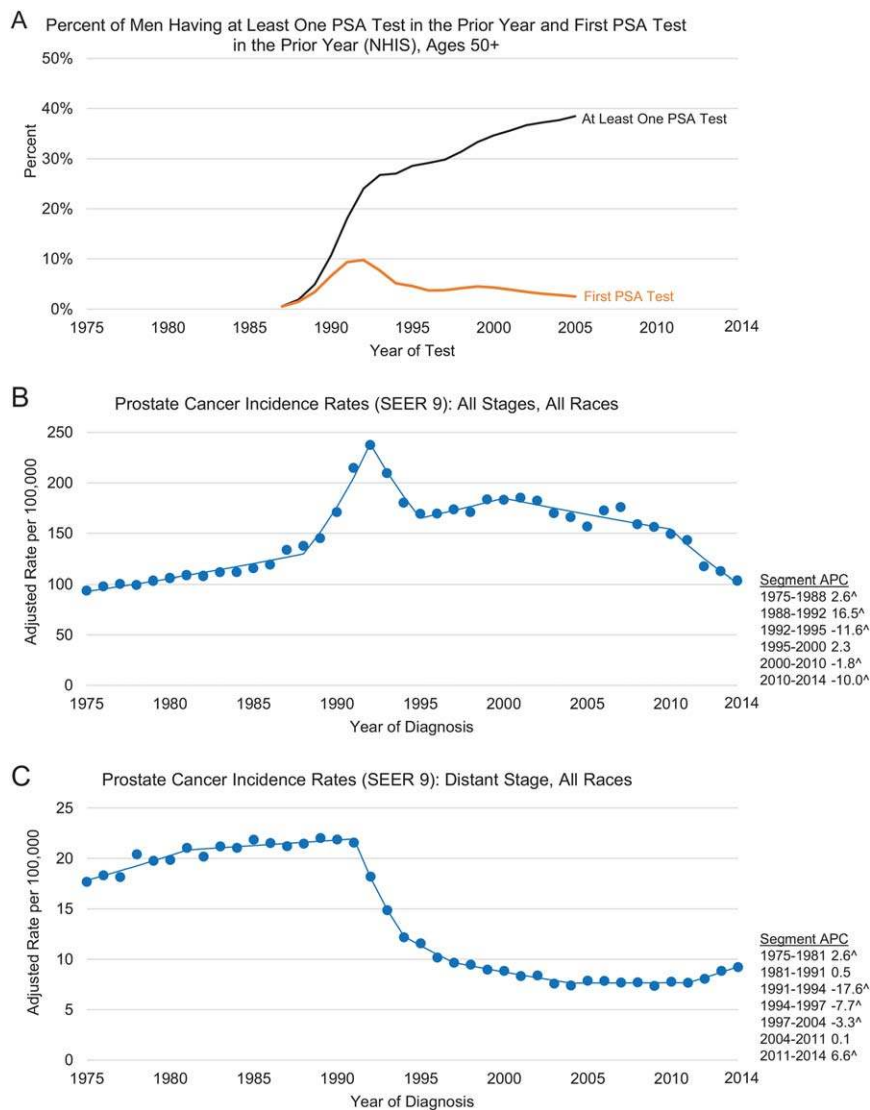 A
Percent of Men Having at Least One PSA Test in the Prior Year and First PSA Test
in the Prior Year (NHIS), Ages 50+
50%
40%
30%
20%
10%
0%
Percent
At Least One PSA Test
First PSA Test
1975 1980 1985 1990 1995 2000 2005 2010 2014
Year of Test
B
Prostate Cancer Incidence Rates (SEER 9): All Stages, All Races
250
200
150
100
50
0
Adjusted Rate per 100,000
1975 1980 1985 1990 1995 2000 2005 2010 2014
Year of Diagnosis
Segment APC
1975-1988 2.6^
1988-1992 16.5^
1992-1995 -11.6^
1995-2000 2.3
2000-2010 -1.8^
2010-2014 -10.0^
C
Prostate Cancer Incidence Rates (SEER 9): Distant Stage, All Races
25
20
15
10
5
0
Adjusted Rate per 100,000
1975 1980 1985 1990 1995 2000 2005 2010 2014
Year of Diagnosis
Segment APC
1975-1981 2.6^
1981-1991 0.5
1991-1994 -17.6^
1994-1997 -7.7^
1997-2004 -3.3^
2004-2011 0.1
2011-2014 6.6^